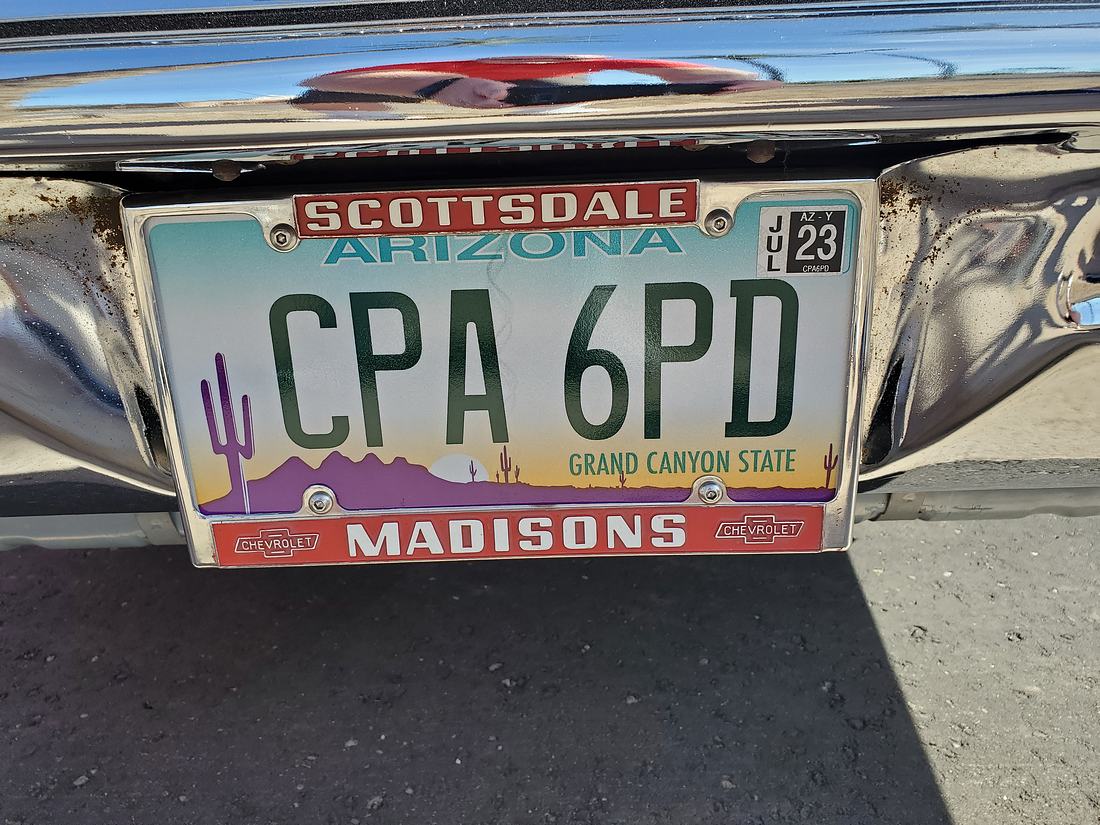 SCOTTSDALE
ARIZONA
JUL
AZ - Y
23
CPA6PD
CPA 6PD
GRAND CANYON STATE
CHEVROLET MADISONS CHEVROLET